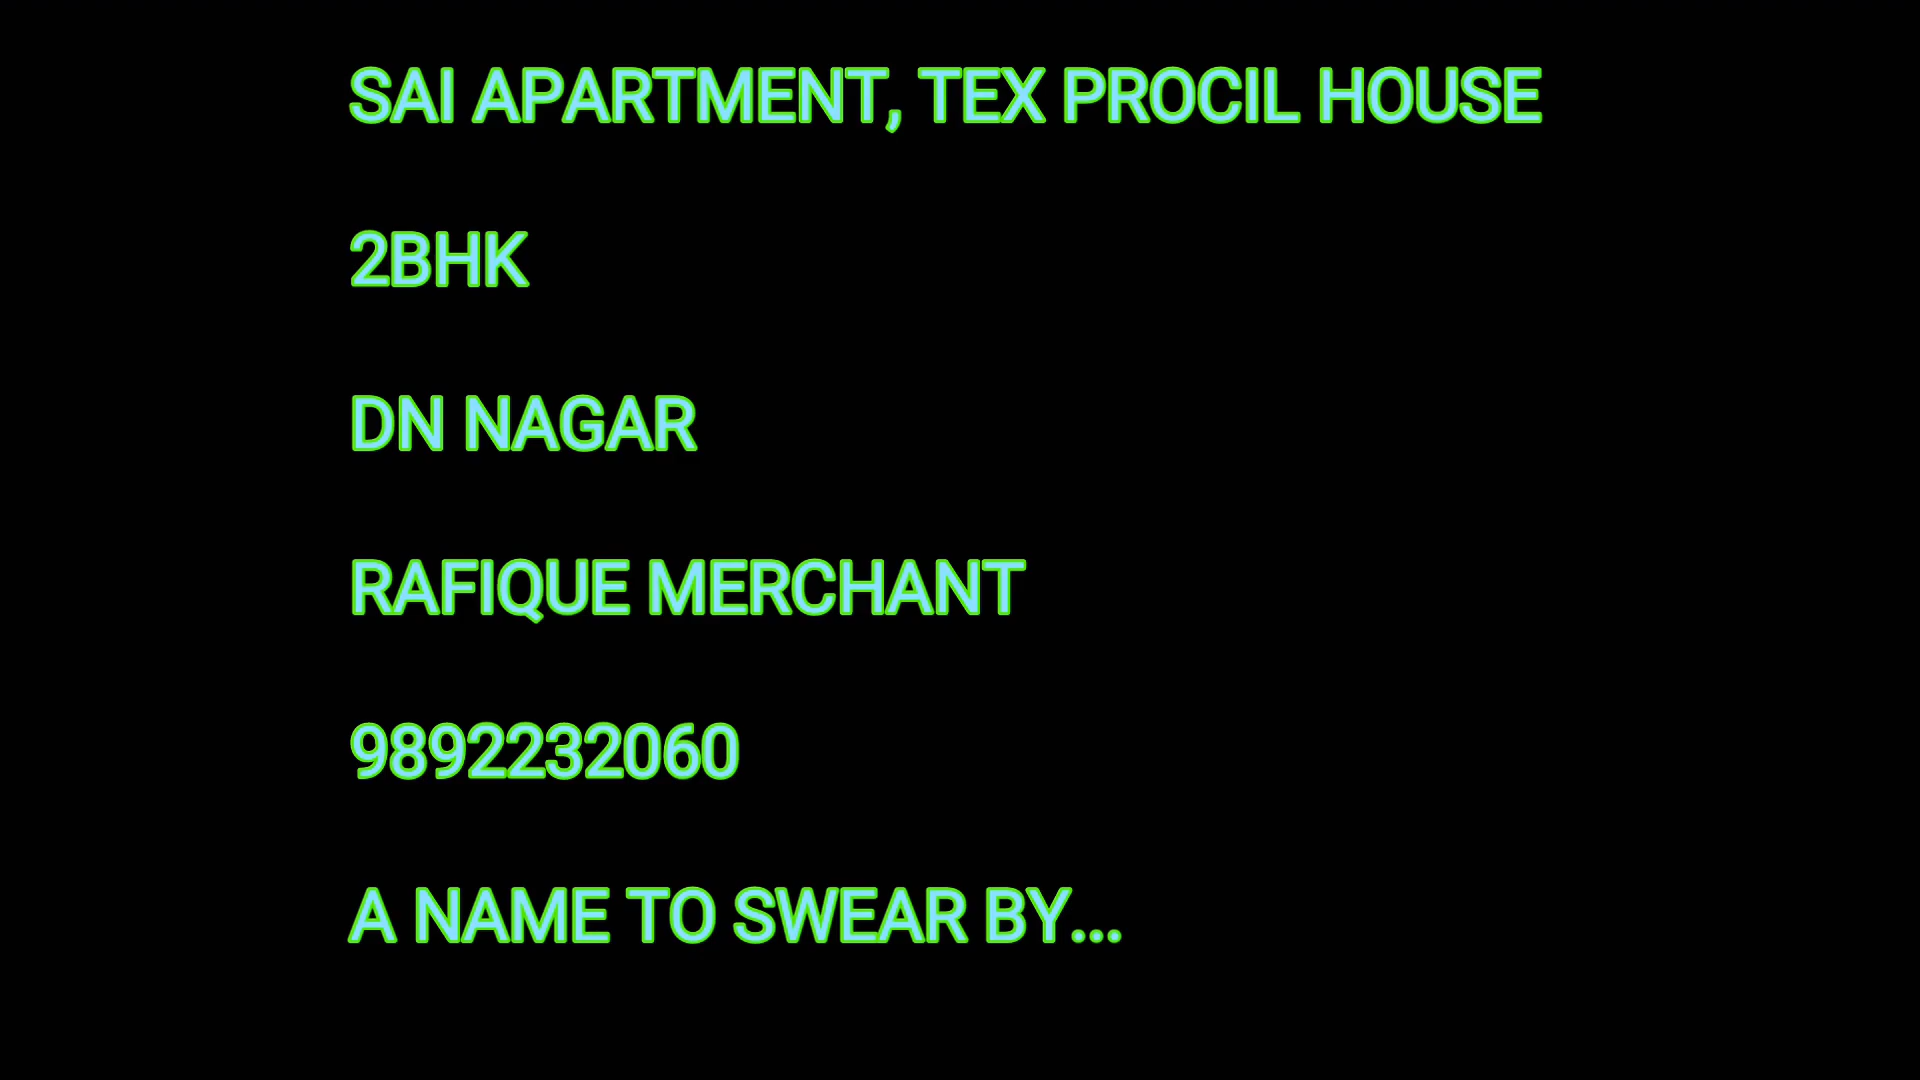 SAI APARTMENT, TEX PROCIL HOUSE
2BHK
DN NAGAR
RAFIQUE MERCHANT
9892232060
A NAME TO SWEAR BY...